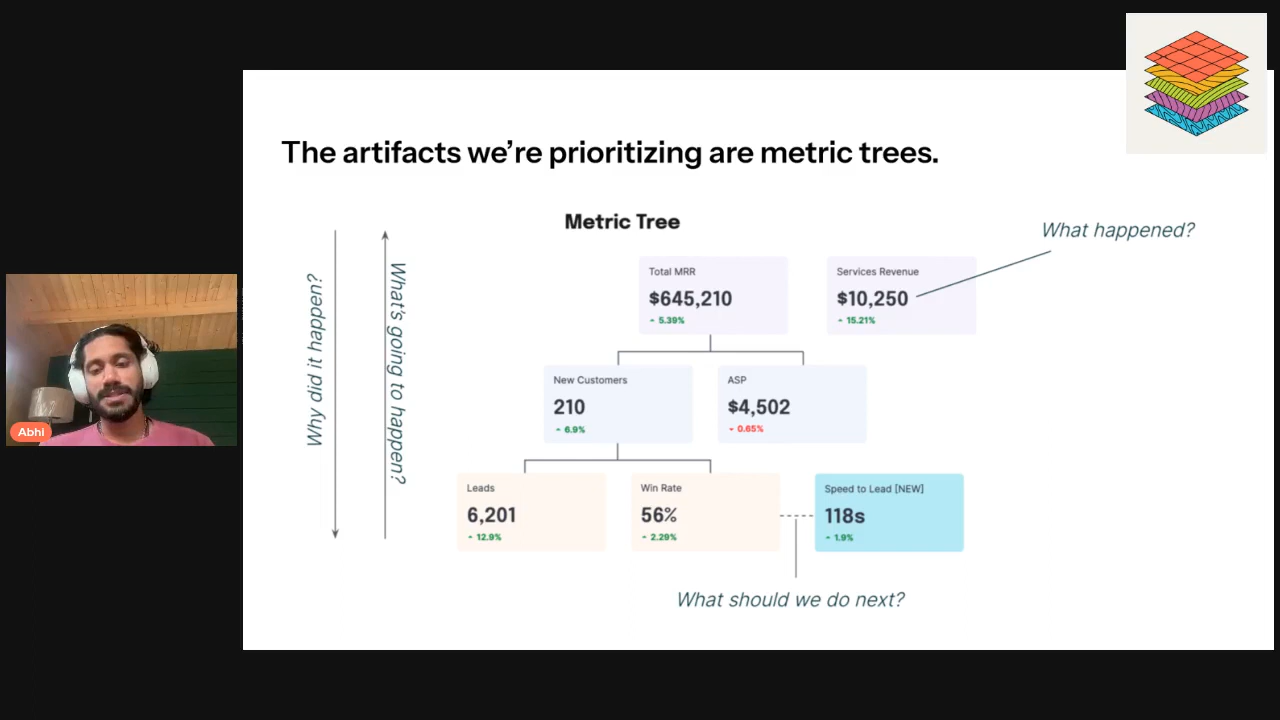 The artifacts we're prioritizing are metric trees.
Metric Tree
What happened?
Why did it happen?
What's going to happen?
Total MRR
$645,210
5.39%
Services Revenue
$10,250
15.21%
New Customers
210
6.9%
ASP
$4,502
0.65%
Leads
6,201
12.9%
Win Rate
56%
2.29%
Speed to Lead [NEW]
118s
1.9%
What should we do next?
Abhi